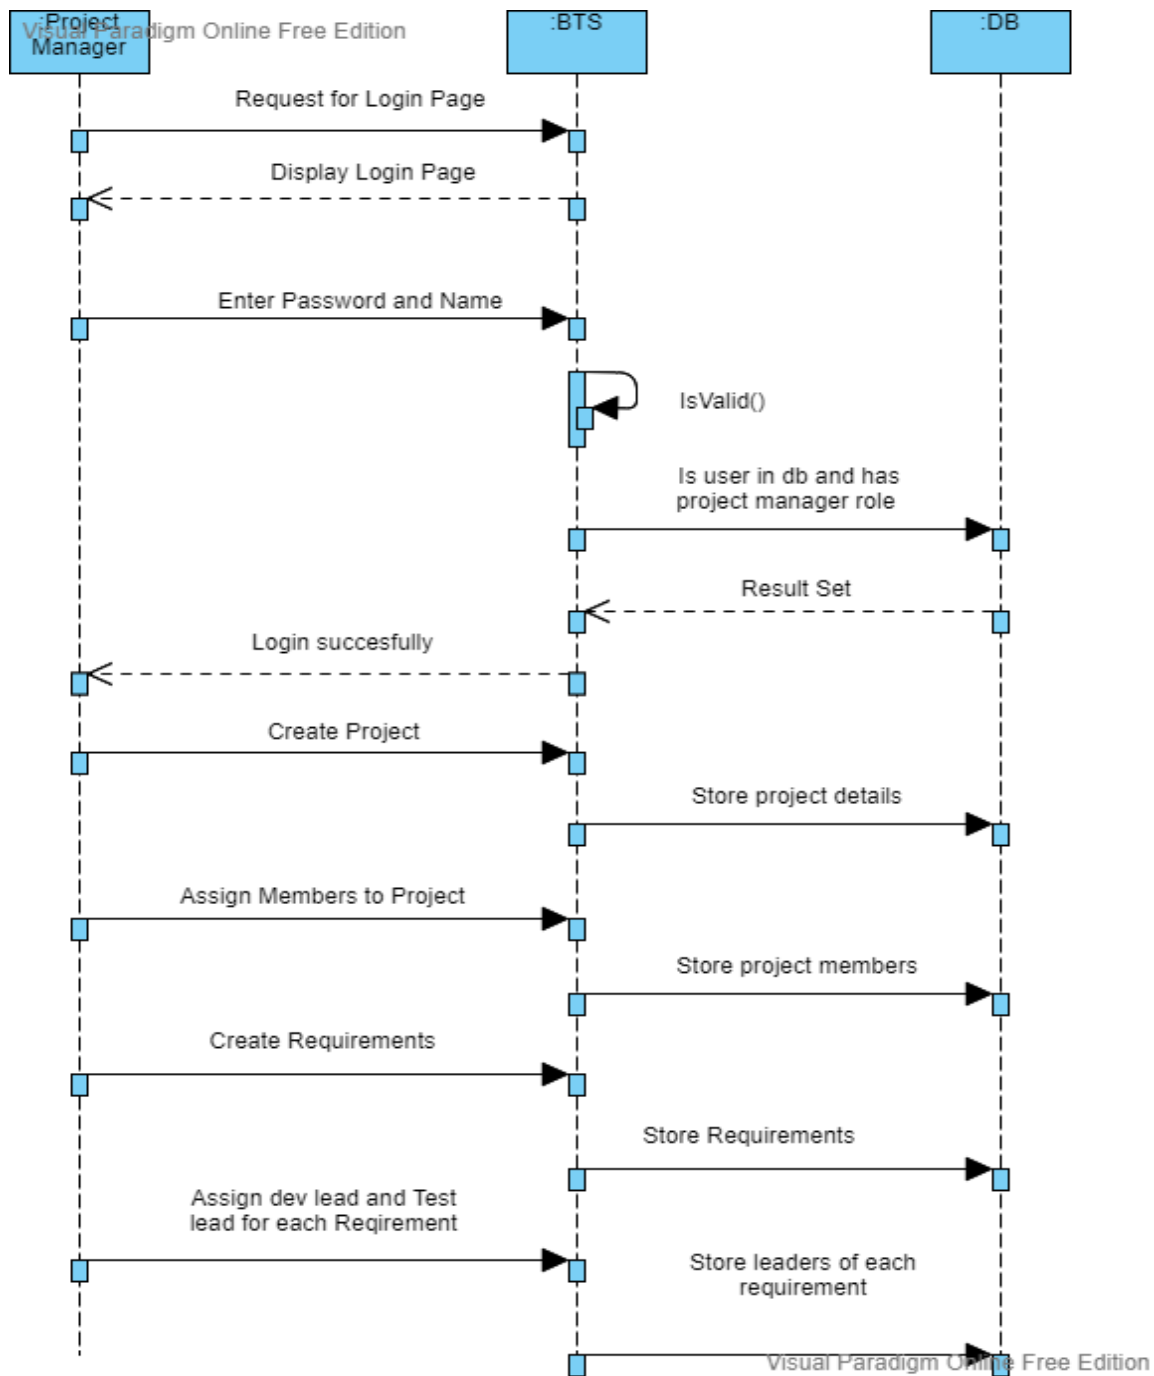 :Project
Manager
Visual Paradigm Online Free Edition
:BTS
:DB
Request for Login Page
Display Login Page
Enter Password and Name
IsValid()
Is user in db and has
project manager role
Result Set
Login succesfully
Create Project
Store project details
Assign Members to Project
Store project members
Create Requirements
Store Requirements
Assign dev lead and Test
lead for each Reqirement
Store leaders of each
requirement
Visual Paradigm Online Free Edition